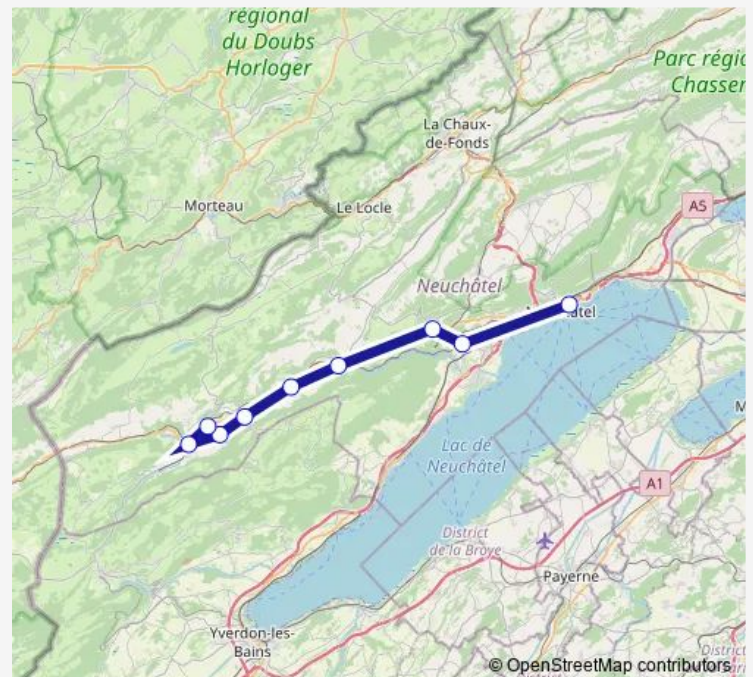 régional
du Doubs
Horloger
Parc régio
Chasser
La Chaux-
de-Fonds
Morteau
Le Locle
A5
Neuchâtel
Lac de
Neuchâtel
A1
District
de la Broye
Payerne
Yverdon-les-
Bains
© OpenStreetMap contributors